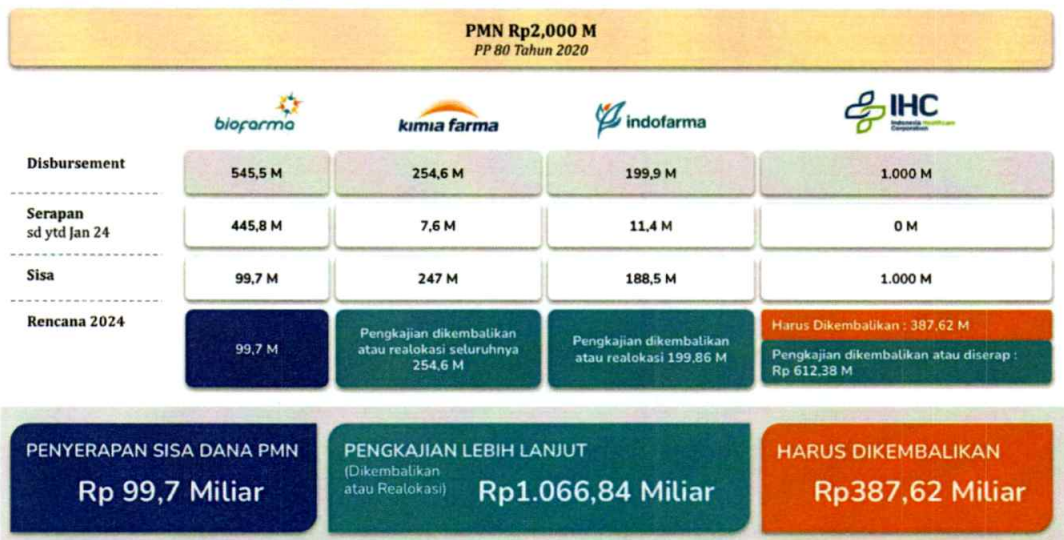 PMN Rp2,000 M
PP 80 Tahun 2020
biofarma
kimia farma
indofarma
IHC
Indonesia Healthcare
Corporation
Disbursement
545,5 M
254,6 M
199,9 M
1.000 M
Serapan
sd ytd Jan 24
445,8 M
7,6 M
11,4 M
0 M
Sisa
99,7 M
247 M
188,5 M
1.000 M
Rencana 2024
99,7 M
Pengkajian dikembalikan
atau realokasi seluruhnya
254,6 M
Pengkajian dikembalikan
atau realokasi 199,86 M
Harus Dikembalikan : 387,62 M
Pengkajian dikembalikan atau diserap :
Rp 612,38 M
PENYERAPAN SISA DANA PMN
Rp 99,7 Miliar
PENGKAJIAN LEBIH LANJUT
(Dikembalikan
atau Realokasi)
Rp1.066,84 Miliar
HARUS DIKEMBALIKAN
Rp387,62 Miliar